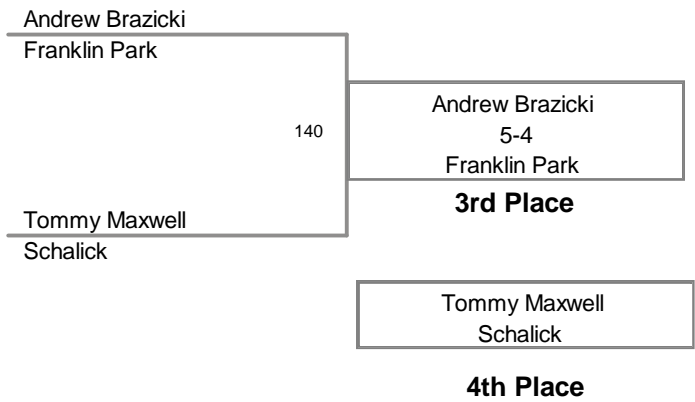 Andrew Brazicki
Franklin Park
140
Andrew Brazicki
5-4
Franklin Park
3rd Place
Tommy Maxwell
Schalick
Tommy Maxwell
Schalick
4th Place